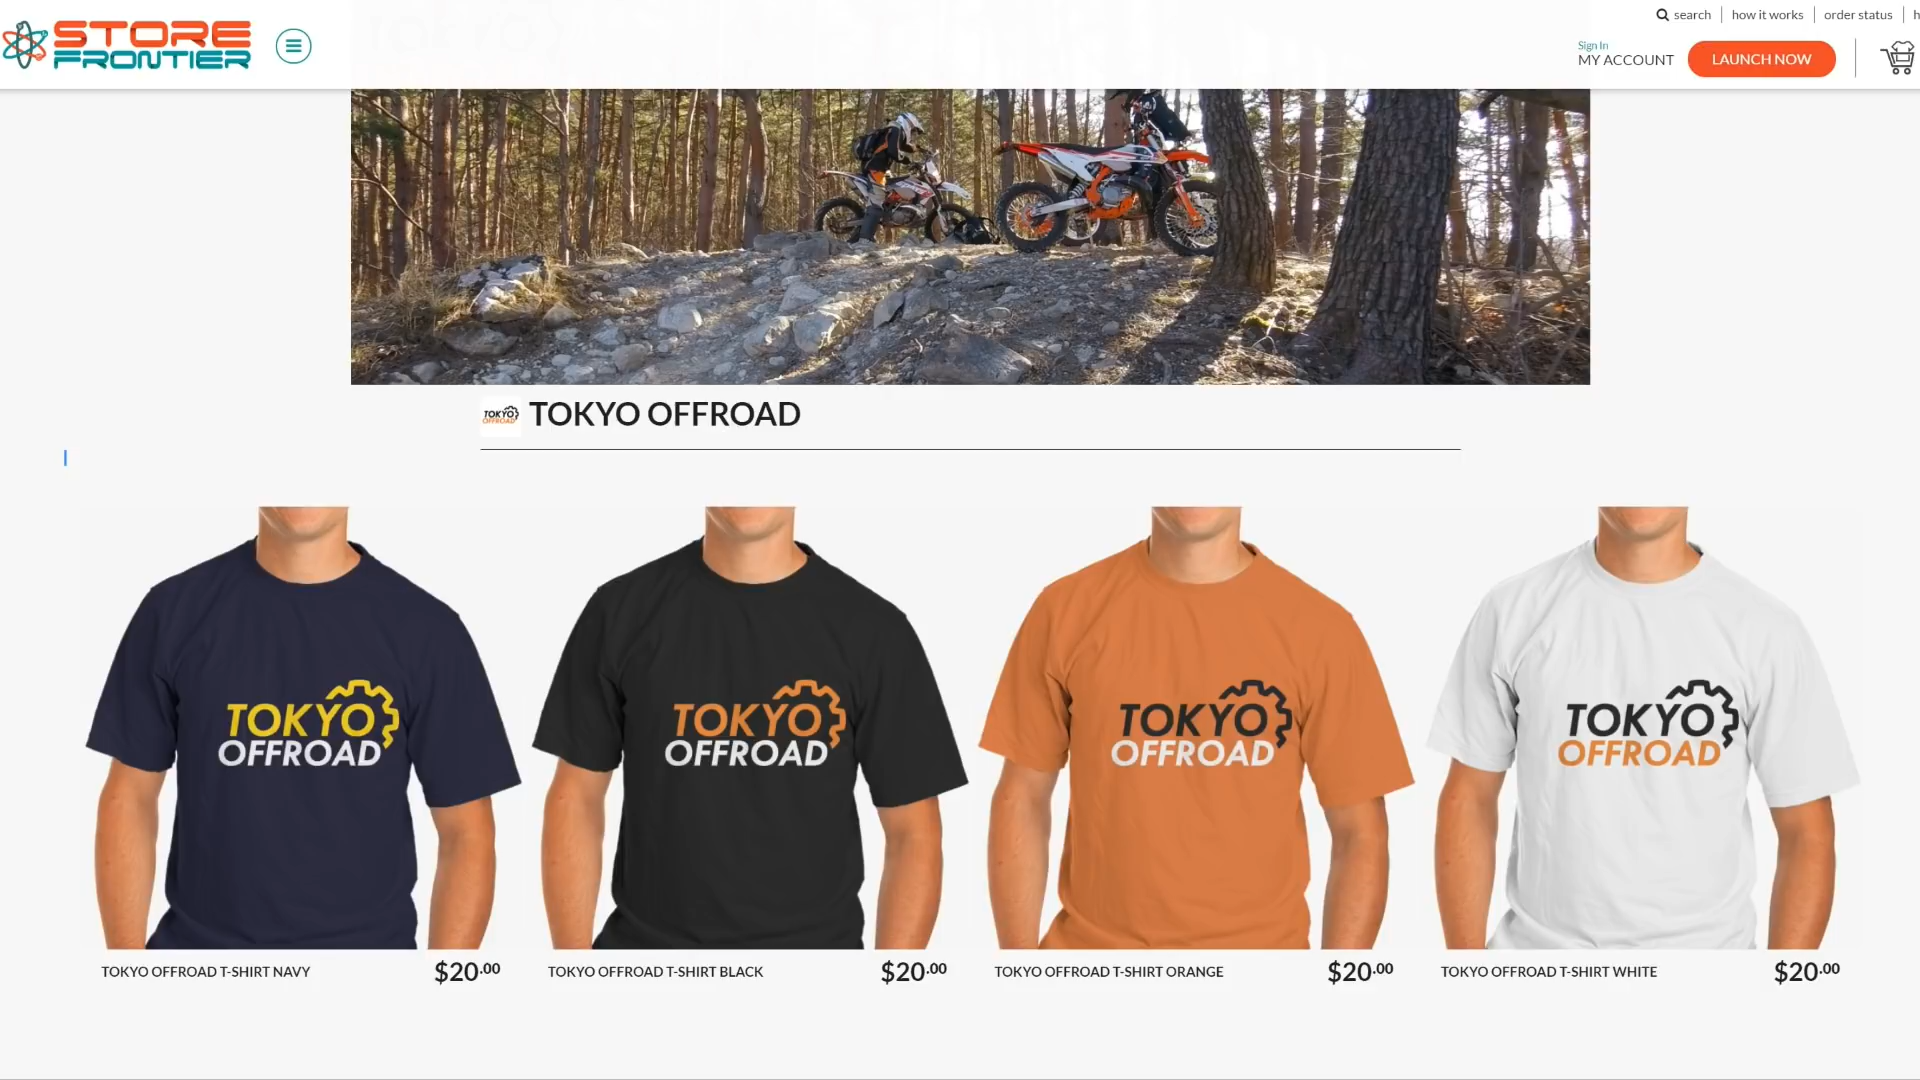 STORE
FRONTIER
search
how it works
order status
Sign In
MY ACCOUNT
LAUNCH NOW
TOKYO
OFFROAD
TOKYO OFFROAD
TOKYO
OFFROAD
TOKYO
OFFROAD
TOKYO
OFFROAD
TOKYO
OFFROAD
TOKYO OFFROAD T-SHIRT NAVY
$20.00
TOKYO OFFROAD T-SHIRT BLACK
$20.00
TOKYO OFFROAD T-SHIRT ORANGE
$20.00
TOKYO OFFROAD T-SHIRT WHITE
$20.00